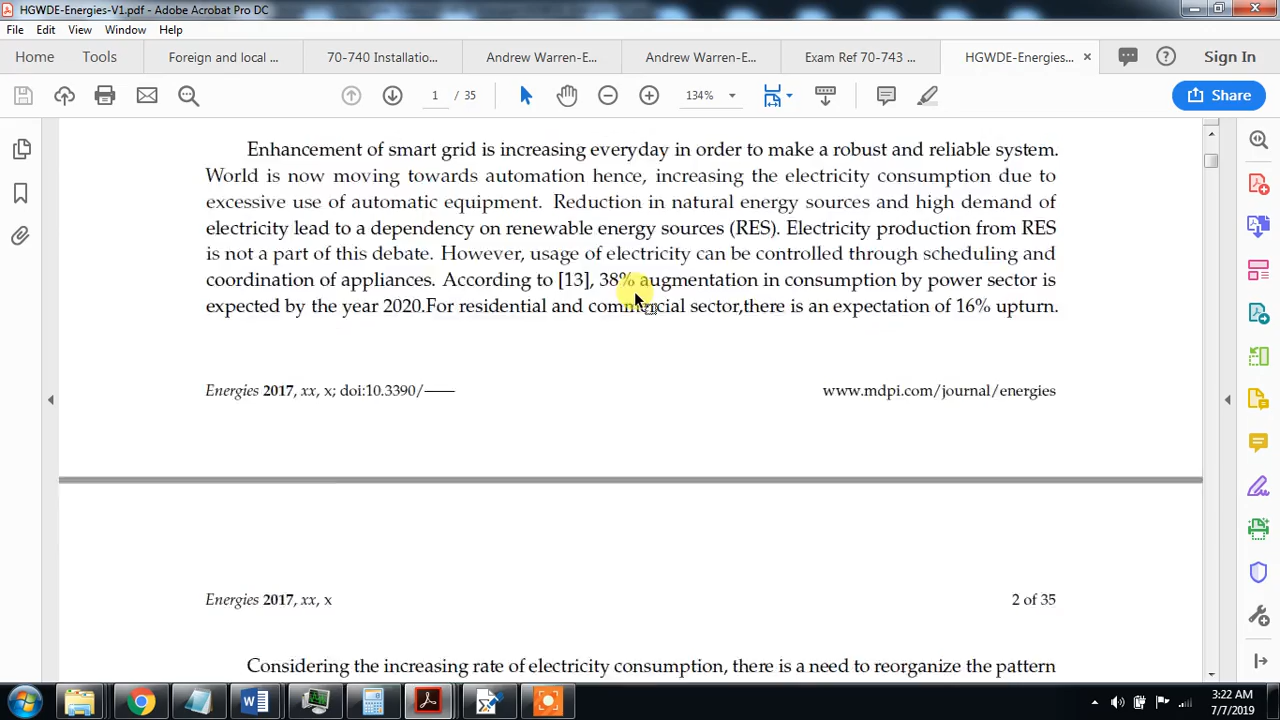 HGWDE-Energies-V1.pdf - Adobe Acrobat Pro DC
File Edit View Window Help
Home Tools Foreign and local ... 70-740 Installatio... Andrew Warren-E... Andrew Warren-E... Exam Ref 70-743 ... HGWDE-Energies... × Sign In
1 / 35 134% Share
Enhancement of smart grid is increasing everyday in order to make a robust and reliable system.
World is now moving towards automation hence, increasing the electricity consumption due to
excessive use of automatic equipment. Reduction in natural energy sources and high demand of
electricity lead to a dependency on renewable energy sources (RES). Electricity production from RES
is not a part of this debate. However, usage of electricity can be controlled through scheduling and
coordination of appliances. According to [13], 38% augmentation in consumption by power sector is
expected by the year 2020.For residential and commercial sector,there is an expectation of 16% upturn.
Energies 2017, xx, x; doi:10.3390/—— www.mdpi.com/journal/energies
Energies 2017, xx, x 2 of 35
Considering the increasing rate of electricity consumption, there is a need to reorganize the pattern
3:22 AM
7/7/2019